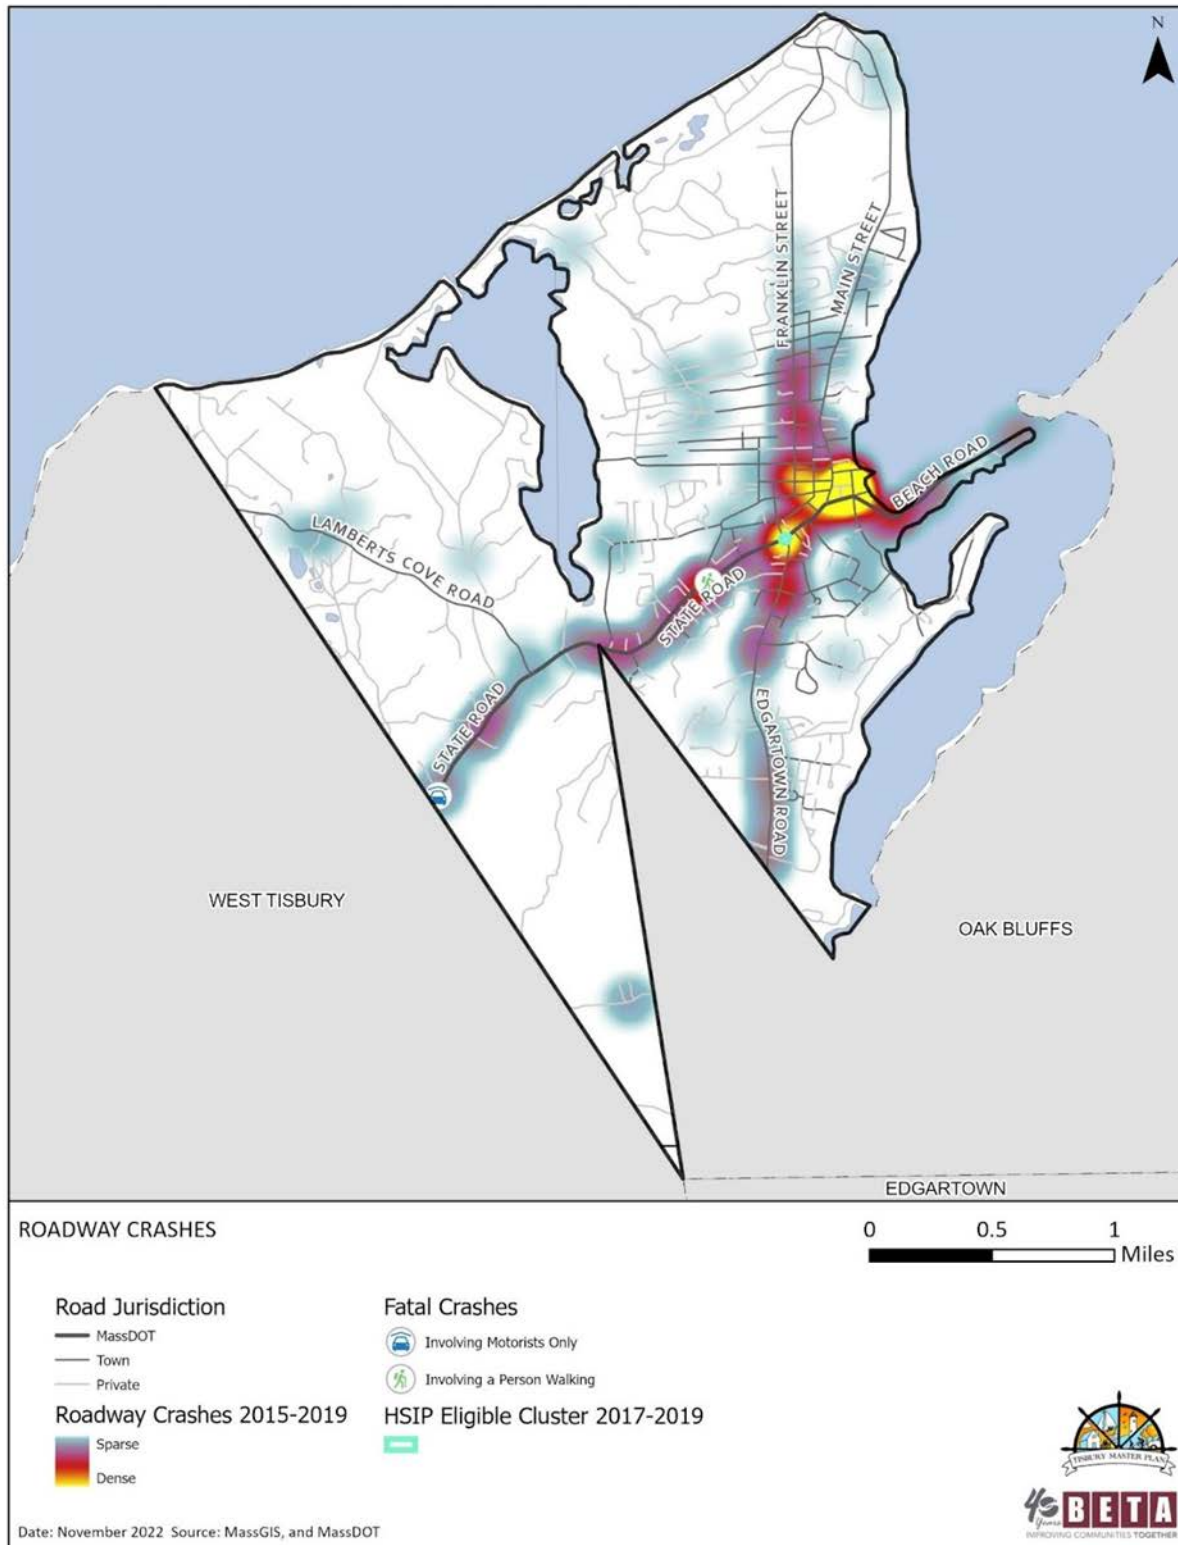 N
FRANKLIN STREET
MAIN STREET
BEACH ROAD
LAMBERTS COVE ROAD
STATE ROAD
STATE ROAD
EDGARTOWN ROAD
WEST TISBURY
OAK BLUFFS
EDGARTOWN
ROADWAY CRASHES
0 0.5 1
Miles
Road Jurisdiction
MassDOT
Town
Private
Roadway Crashes 2015-2019
Sparse
Dense
Fatal Crashes
Involving Motorists Only
Involving a Person Walking
HSIP Eligible Cluster 2017-2019
TISBURY MASTER PLAN
Years
BETA
IMPROVING COMMUNITIES TOGETHER
Date: November 2022 Source: MassGIS, and MassDOT